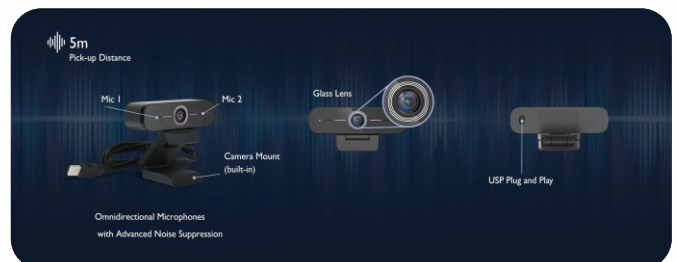 5m
Pick-up Distance
Mic 1
Mic 2
Camera Mount
(built-in)
Omnidirectional Microphones
with Advanced Noise Suppression
Glass Lens
USP Plug and Play